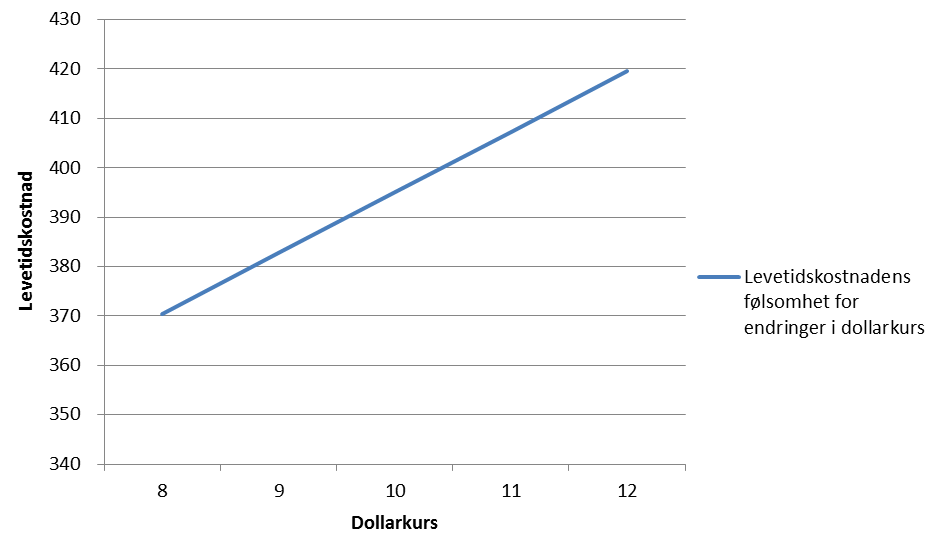 430
420
410
400
390
380
370
360
350
340
Levetidskostnad
8 9 10 11 12
Dollarkurs
Levetidskostnadens
følsomhet for
endringer i dollarkurs